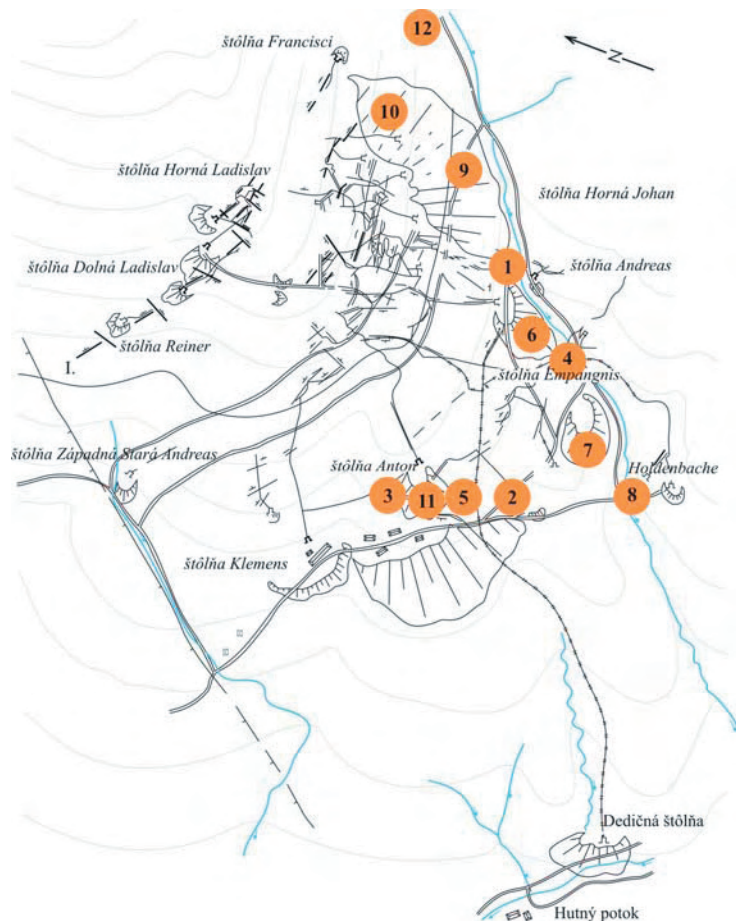 12
štôlňa Francisci
N
10
štôlňa Horná Ladislav
9
štôlňa Horná Johan
štôlňa Dolná Ladislav
1
štôlňa Andreas
6
štôlňa Reiner
I.
4
štôlňa Empangnis
7
štôlňa Západná Stará Andreas
štôlňa Anton
Holdenbache
3
11
5
2
8
štôlňa Klemens
Dedičná štôlňa
Hutný potok